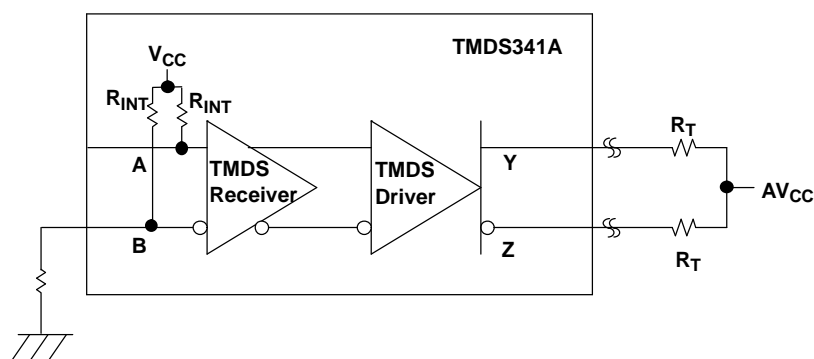 TMDS341A
VCC
RINT
RINT
A
TMDS
Receiver
TMDS
Driver
Y
RT
AVCC
B
Z
RT